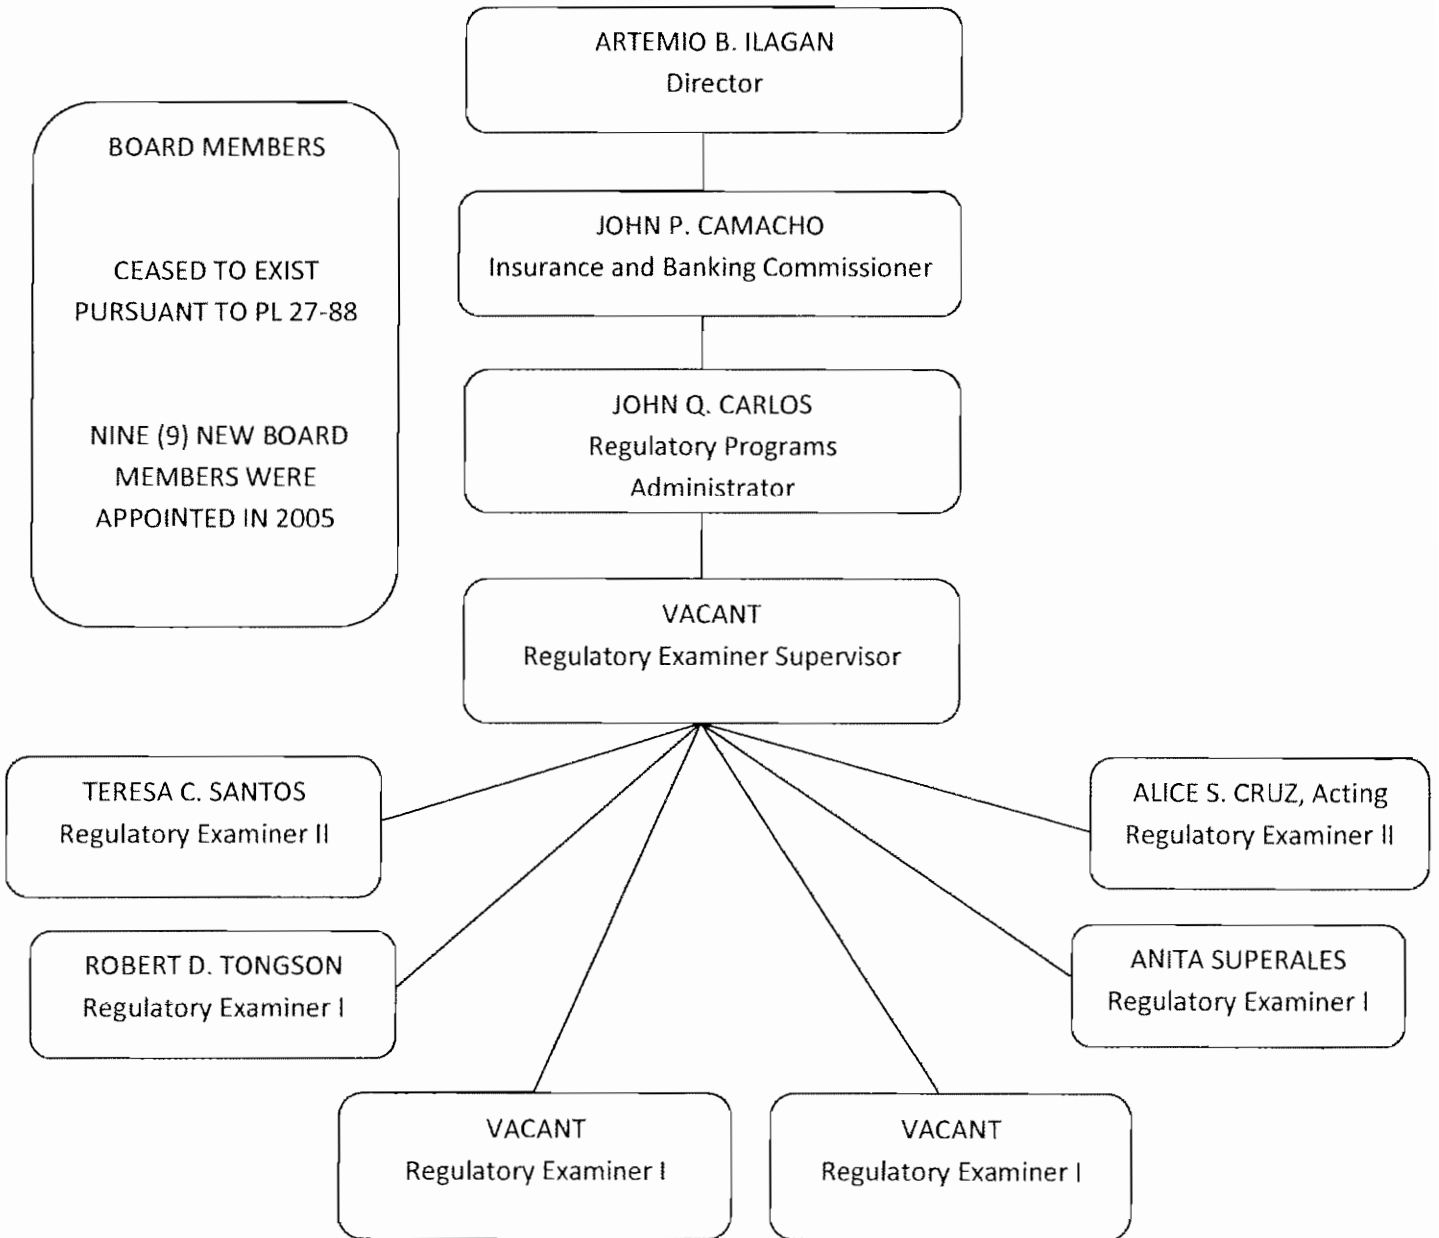 ARTEMIO B. ILAGAN
Director
BOARD MEMBERS
CEASED TO EXIST
PURSUANT TO PL 27-88
NINE (9) NEW BOARD
MEMBERS WERE
APPOINTED IN 2005
JOHN P. CAMACHO
Insurance and Banking Commissioner
JOHN Q. CARLOS
Regulatory Programs
Administrator
VACANT
Regulatory Examiner Supervisor
TERESA C. SANTOS
Regulatory Examiner II
ALICE S. CRUZ, Acting
Regulatory Examiner II
ROBERT D. TONGSON
Regulatory Examiner I
ANITA SUPERALES
Regulatory Examiner I
VACANT
Regulatory Examiner I
VACANT
Regulatory Examiner I